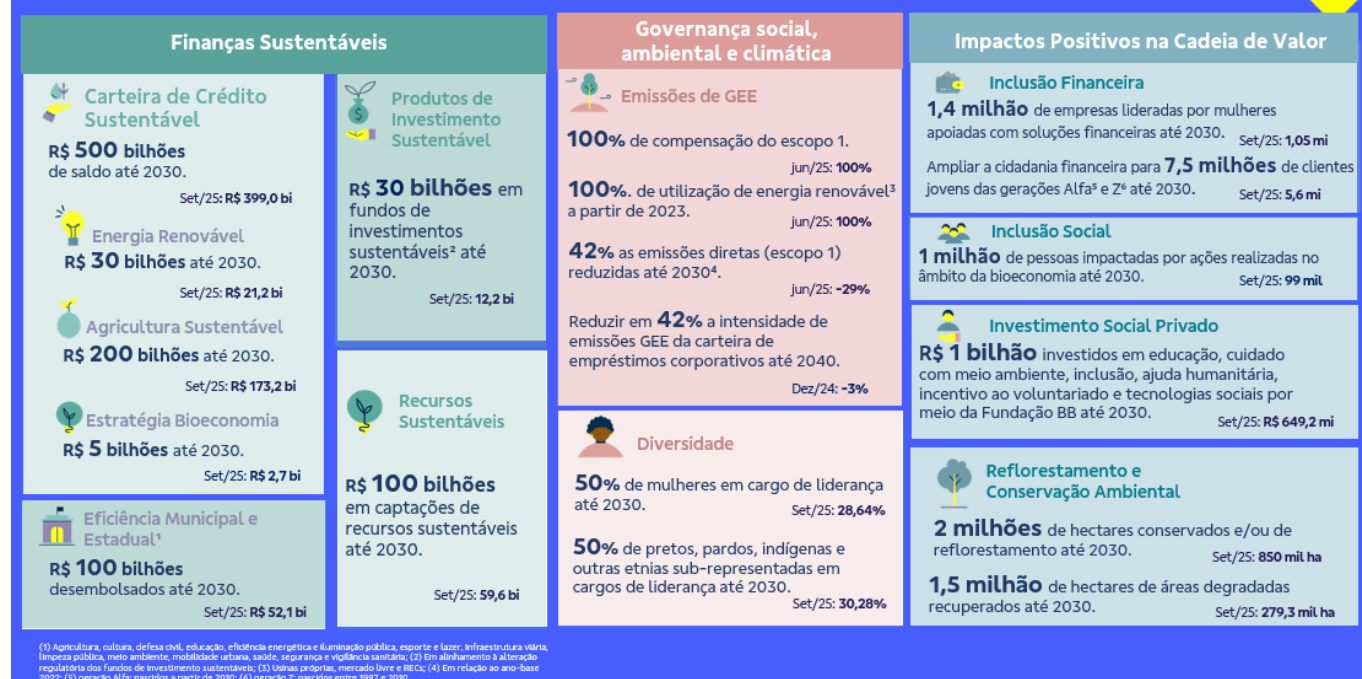 Finanças Sustentáveis
Carteira de Crédito
Sustentável
R$ 500 bilhões
de saldo até 2030.
Set/25: R$ 399,0 bi
Energia Renovável
R$ 30 bilhões até 2030.
Set/25: R$ 21,2 bi
Agricultura Sustentável
R$ 200 bilhões até 2030.
Set/25: R$ 173,2 bi
Estratégia Bioeconomia
R$ 5 bilhões até 2030.
Set/25: R$ 2,7 bi
Eficiência Municipal e
Estadual¹
R$ 100 bilhões
desembolsados até 2030.
Set/25: R$ 52,1 bi
Produtos de
Investimento
Sustentável
R$ 30 bilhões em
fundos de
investimentos
sustentáveis² até
2030.
Set/25: 12,2 bi
Recursos
Sustentáveis
R$ 100 bilhões
em captações de
recursos sustentáveis
até 2030.
Set/25: 59,6 bi
Governança social,
ambiental e climática
Emissões de GEE
100% de compensação do escopo 1.
jun/25: 100%
100%. de utilização de energia renovável³
a partir de 2023.
jun/25: 100%
42% as emissões diretas (escopo 1)
reduzidas até 2030⁴.
jun/25: -29%
Reduzir em 42% a intensidade de
emissões GEE da carteira de
empréstimos corporativos até 2040.
Dez/24: -3%
Diversidade
50% de mulheres em cargo de liderança
até 2030.
Set/25: 28,64%
50% de pretos, pardos, indígenas e
outras etnias sub-representadas em
cargos de liderança até 2030.
Set/25: 30,28%
Impactos Positivos na Cadeia de Valor
Inclusão Financeira
1,4 milhão de empresas lideradas por mulheres
apoiadas com soluções financeiras até 2030.
Set/25: 1,05 mi
Ampliar a cidadania financeira para 7,5 milhões de clientes
jovens das gerações Alfa⁵ e Z⁶ até 2030.
Set/25: 5,6 mi
Inclusão Social
1 milhão de pessoas impactadas por ações realizadas no
âmbito da bioeconomia até 2030.
Set/25: 99 mil
Investimento Social Privado
R$ 1 bilhão investidos em educação, cuidado
com meio ambiente, inclusão, ajuda humanitária,
incentivo ao voluntariado e tecnologias sociais por
meio da Fundação BB até 2030.
Set/25: R$ 649,2 mi
Reflorestamento e
Conservação Ambiental
2 milhões de hectares conservados e/ou de
reflorestamento até 2030.
Set/25: 850 mil ha
1,5 milhão de hectares de áreas degradadas
recuperados até 2030.
Set/25: 279,3 mil ha
(1) Agricultura, cultura, defesa civil, educação, eficiência energética e iluminação pública, esporte e lazer, infraestrutura viária,
limpeza pública, meio ambiente, mobilidade urbana, saúde, segurança e vigilância sanitária; (2) Em alinhamento à alteração
regulatória dos fundos de investimento sustentáveis; (3) Usinas próprias, mercado livre e RECs; (4) Em relação ao ano-base
2022; (5) geração Alfa: nascidos a partir de 2010; (6) geração Z: nascidos entre 1997 e 2010